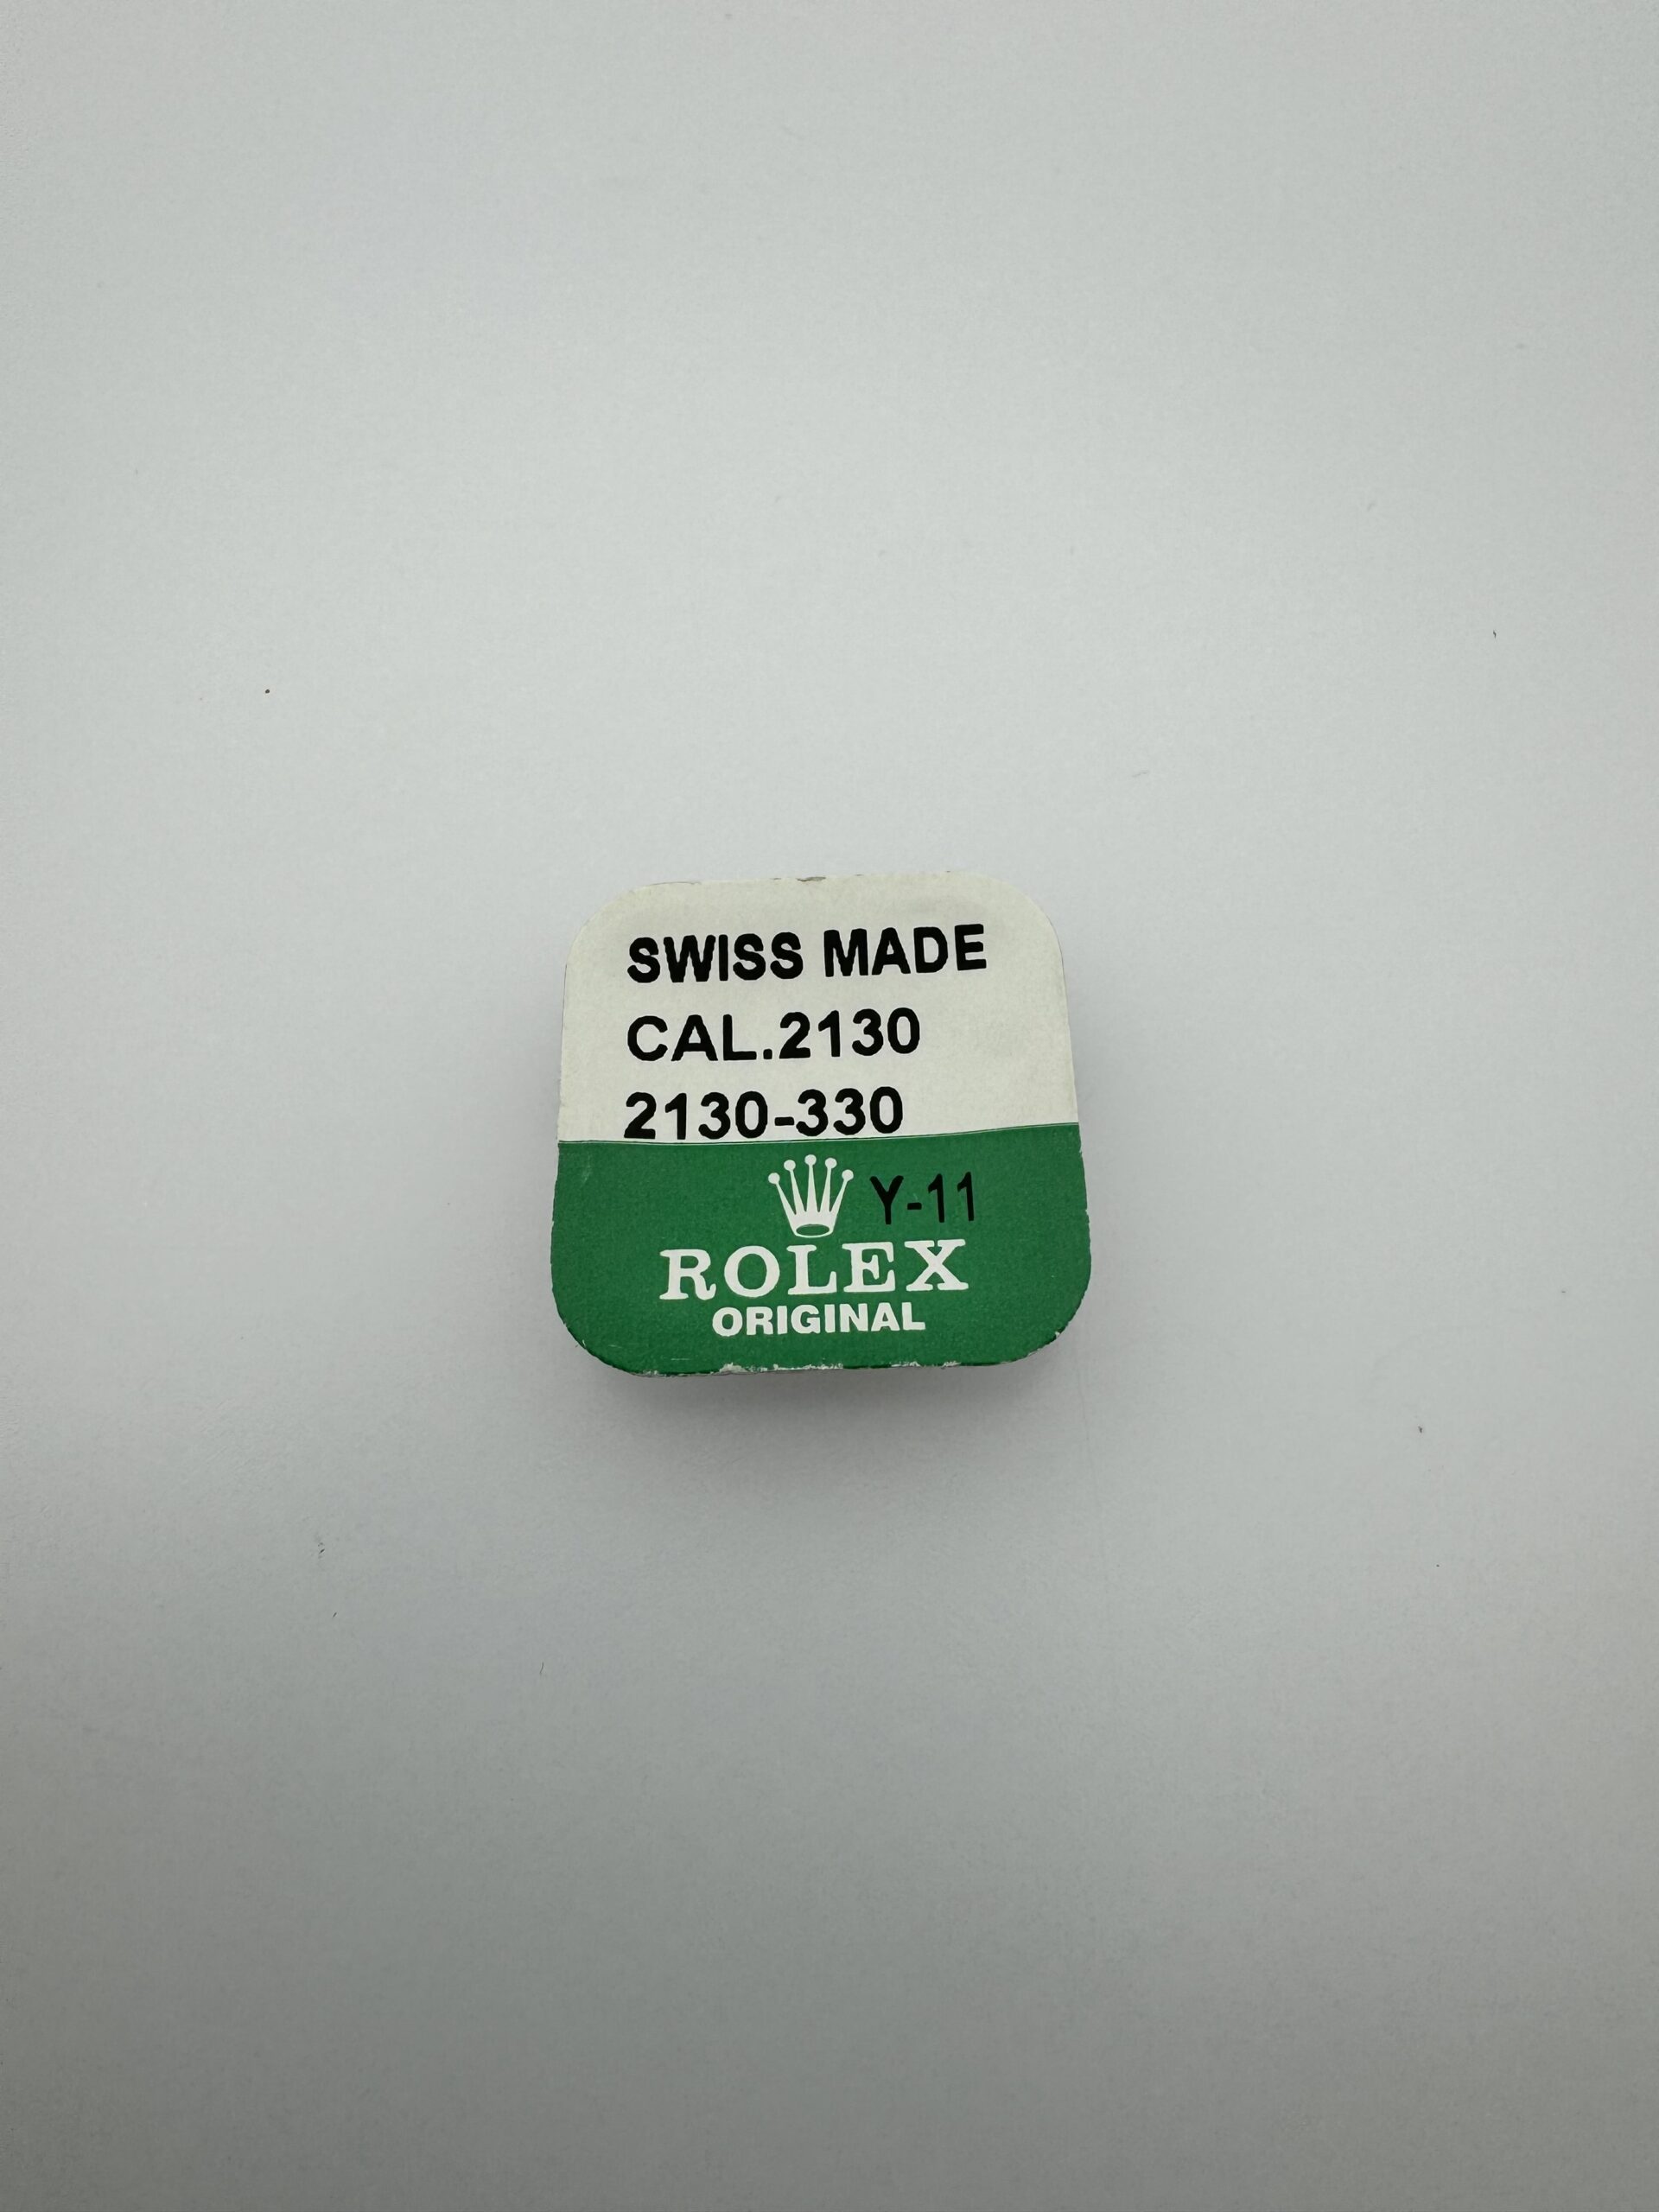 SWISS MADE
CAL.2130
2130-330
Y-11
ROLEX
ORIGINAL